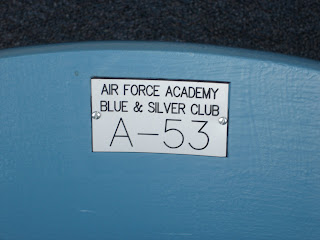 AIR FORCE ACADEMY
BLUE & SILVER CLUB
A-53